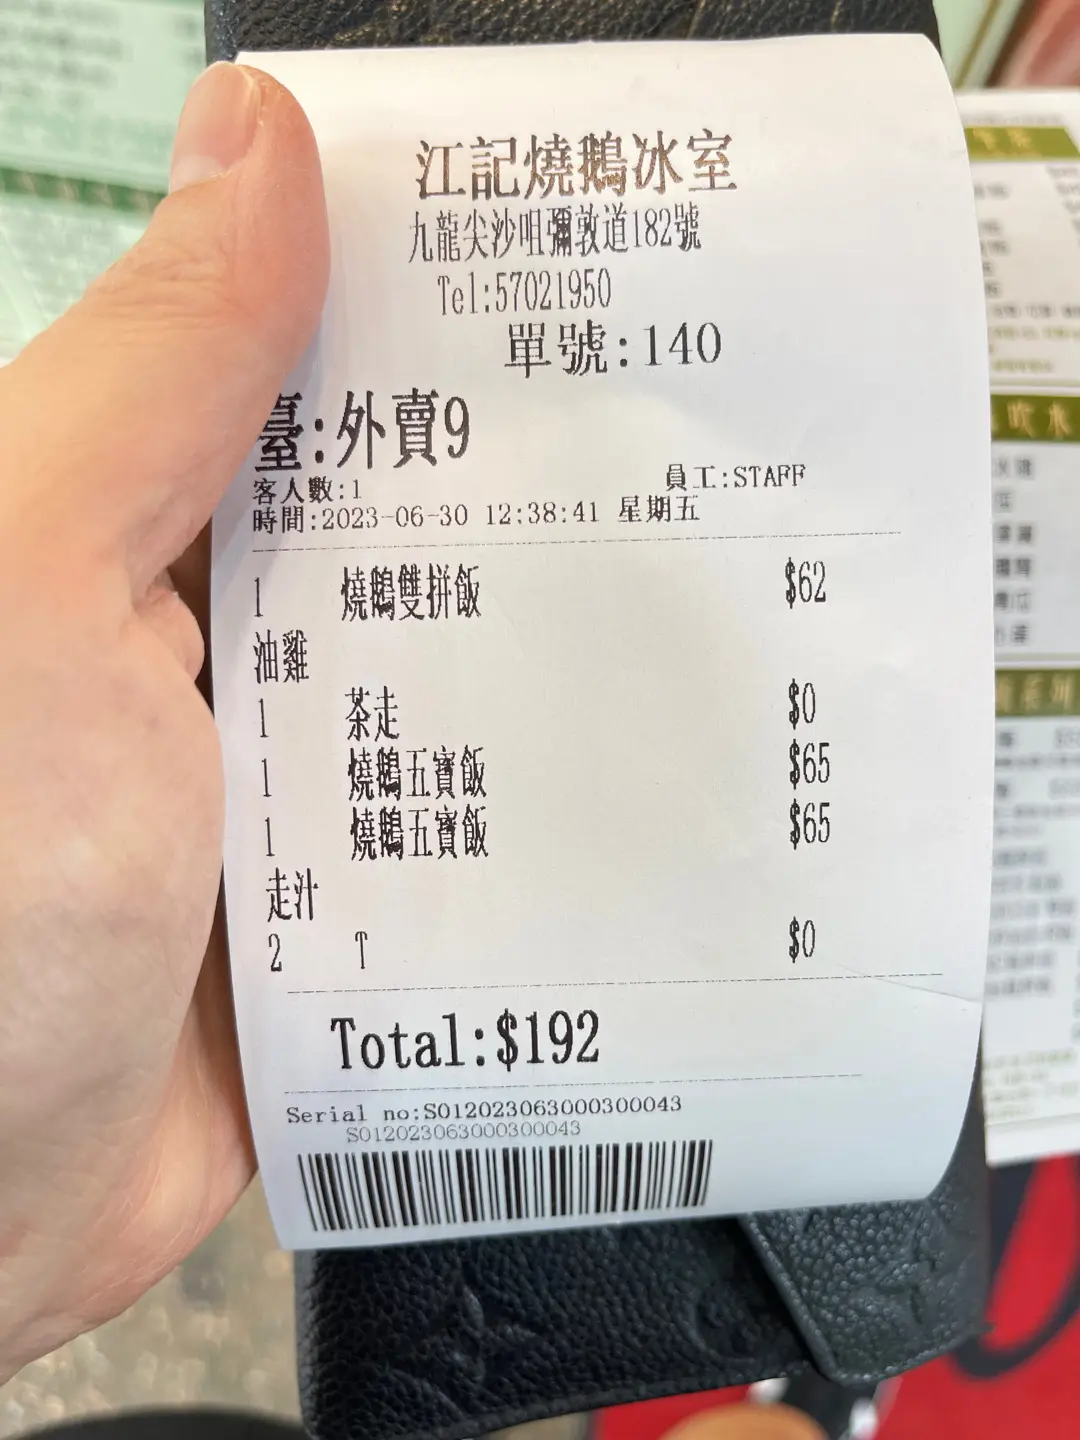 江記燒鵝冰室
九龍尖沙咀彌敦道182號
Tel:57021950
單號:140
臺:外賣9
客人數:1 員工:STAFF
時間:2023-06-30 12:38:41 星期五
1 燒鵝雙拼飯 $62
油雞
1 茶走 $0
1 燒鵝五寶飯 $65
1 燒鵝五寶飯 $65
走汁
2 T $0
Total:$192
Serial no:S012023063000300043
S012023063000300043